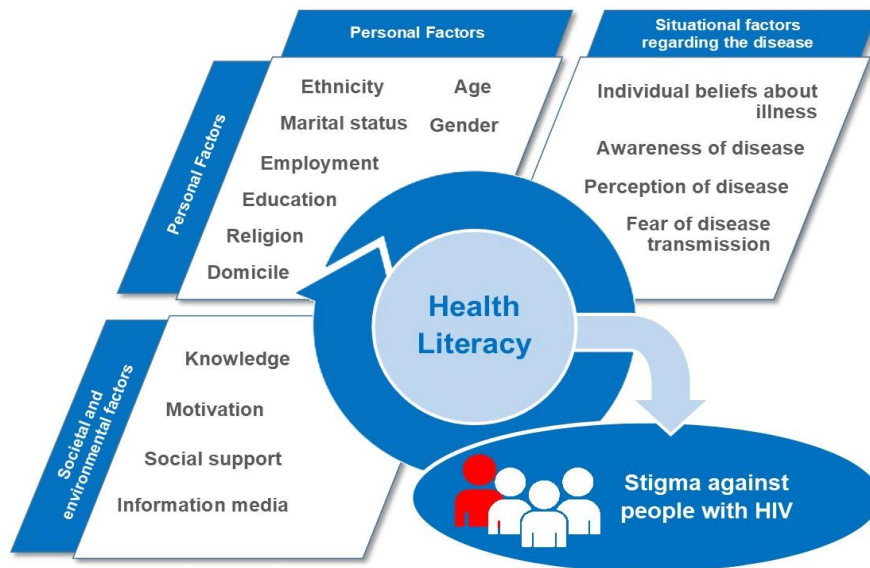 Personal Factors
Situational factors
regarding the disease
Personal Factors
Ethnicity
Age
Marital status
Gender
Employment
Education
Religion
Domicile
Individual beliefs about
illness
Awareness of disease
Perception of disease
Fear of disease
transmission
Health
Literacy
Societal and
environmental factors
Knowledge
Motivation
Social support
Information media
Stigma against
people with HIV